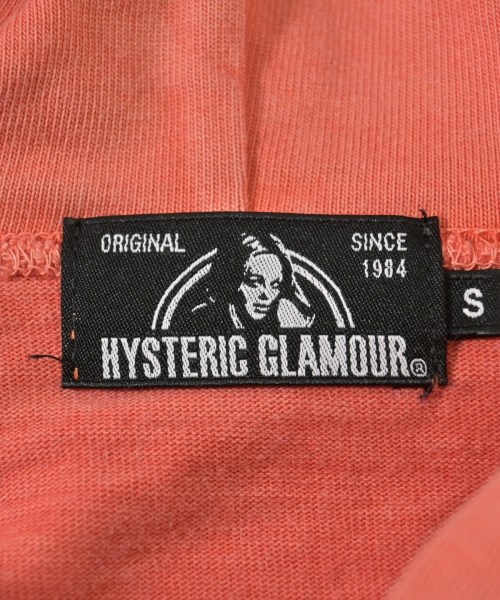 ORIGINAL
SINCE
1984
HYSTERIC GLAMOUR®
S